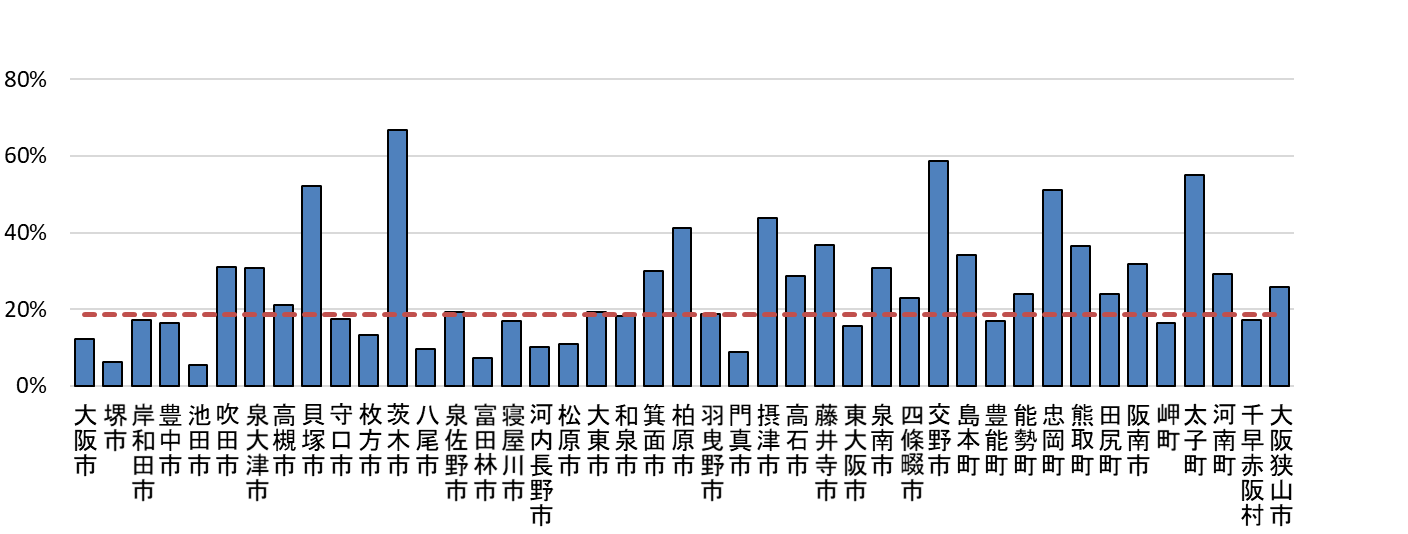 80%
60%
40%
20%
0%
大阪市
堺市
岸和田市
豊中市
池田市
吹田市
泉大津市
高槻市
貝塚市
守口市
枚方市
茨木市
八尾市
泉佐野市
富田林市
寝屋川市
河内長野市
松原市
大東市
和泉市
箕面市
柏原市
羽曳野市
門真市
摂津市
高石市
藤井寺市
東大阪市
泉南市
四條畷市
交野市
島本町
豊能町
能勢町
忠岡町
熊取町
田尻町
阪南市
岬町
太子町
河南町
千早赤阪村
大阪狭山市